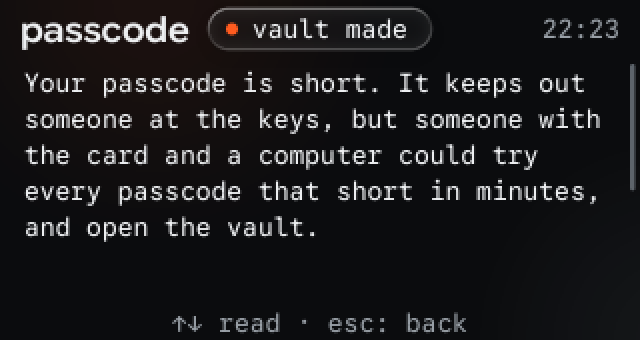 passcode
vault made
22:23
Your passcode is short. It keeps out
someone at the keys, but someone with
the card and a computer could try
every passcode that short in minutes,
and open the vault.
↑↓ read · esc: back